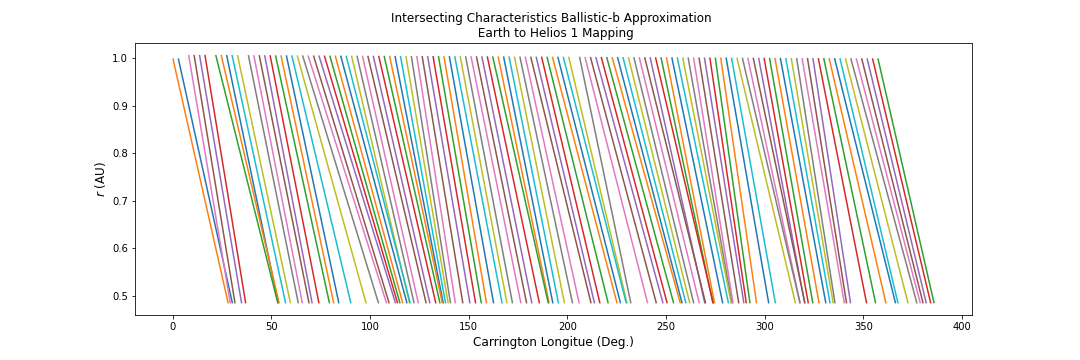 Intersecting Characteristics Ballistic-b Approximation
Earth to Helios 1 Mapping
r (AU)
1.0
0.9
0.8
0.7
0.6
0.5
0 50 100 150 200 250 300 350 400
Carrington Longitue (Deg.)